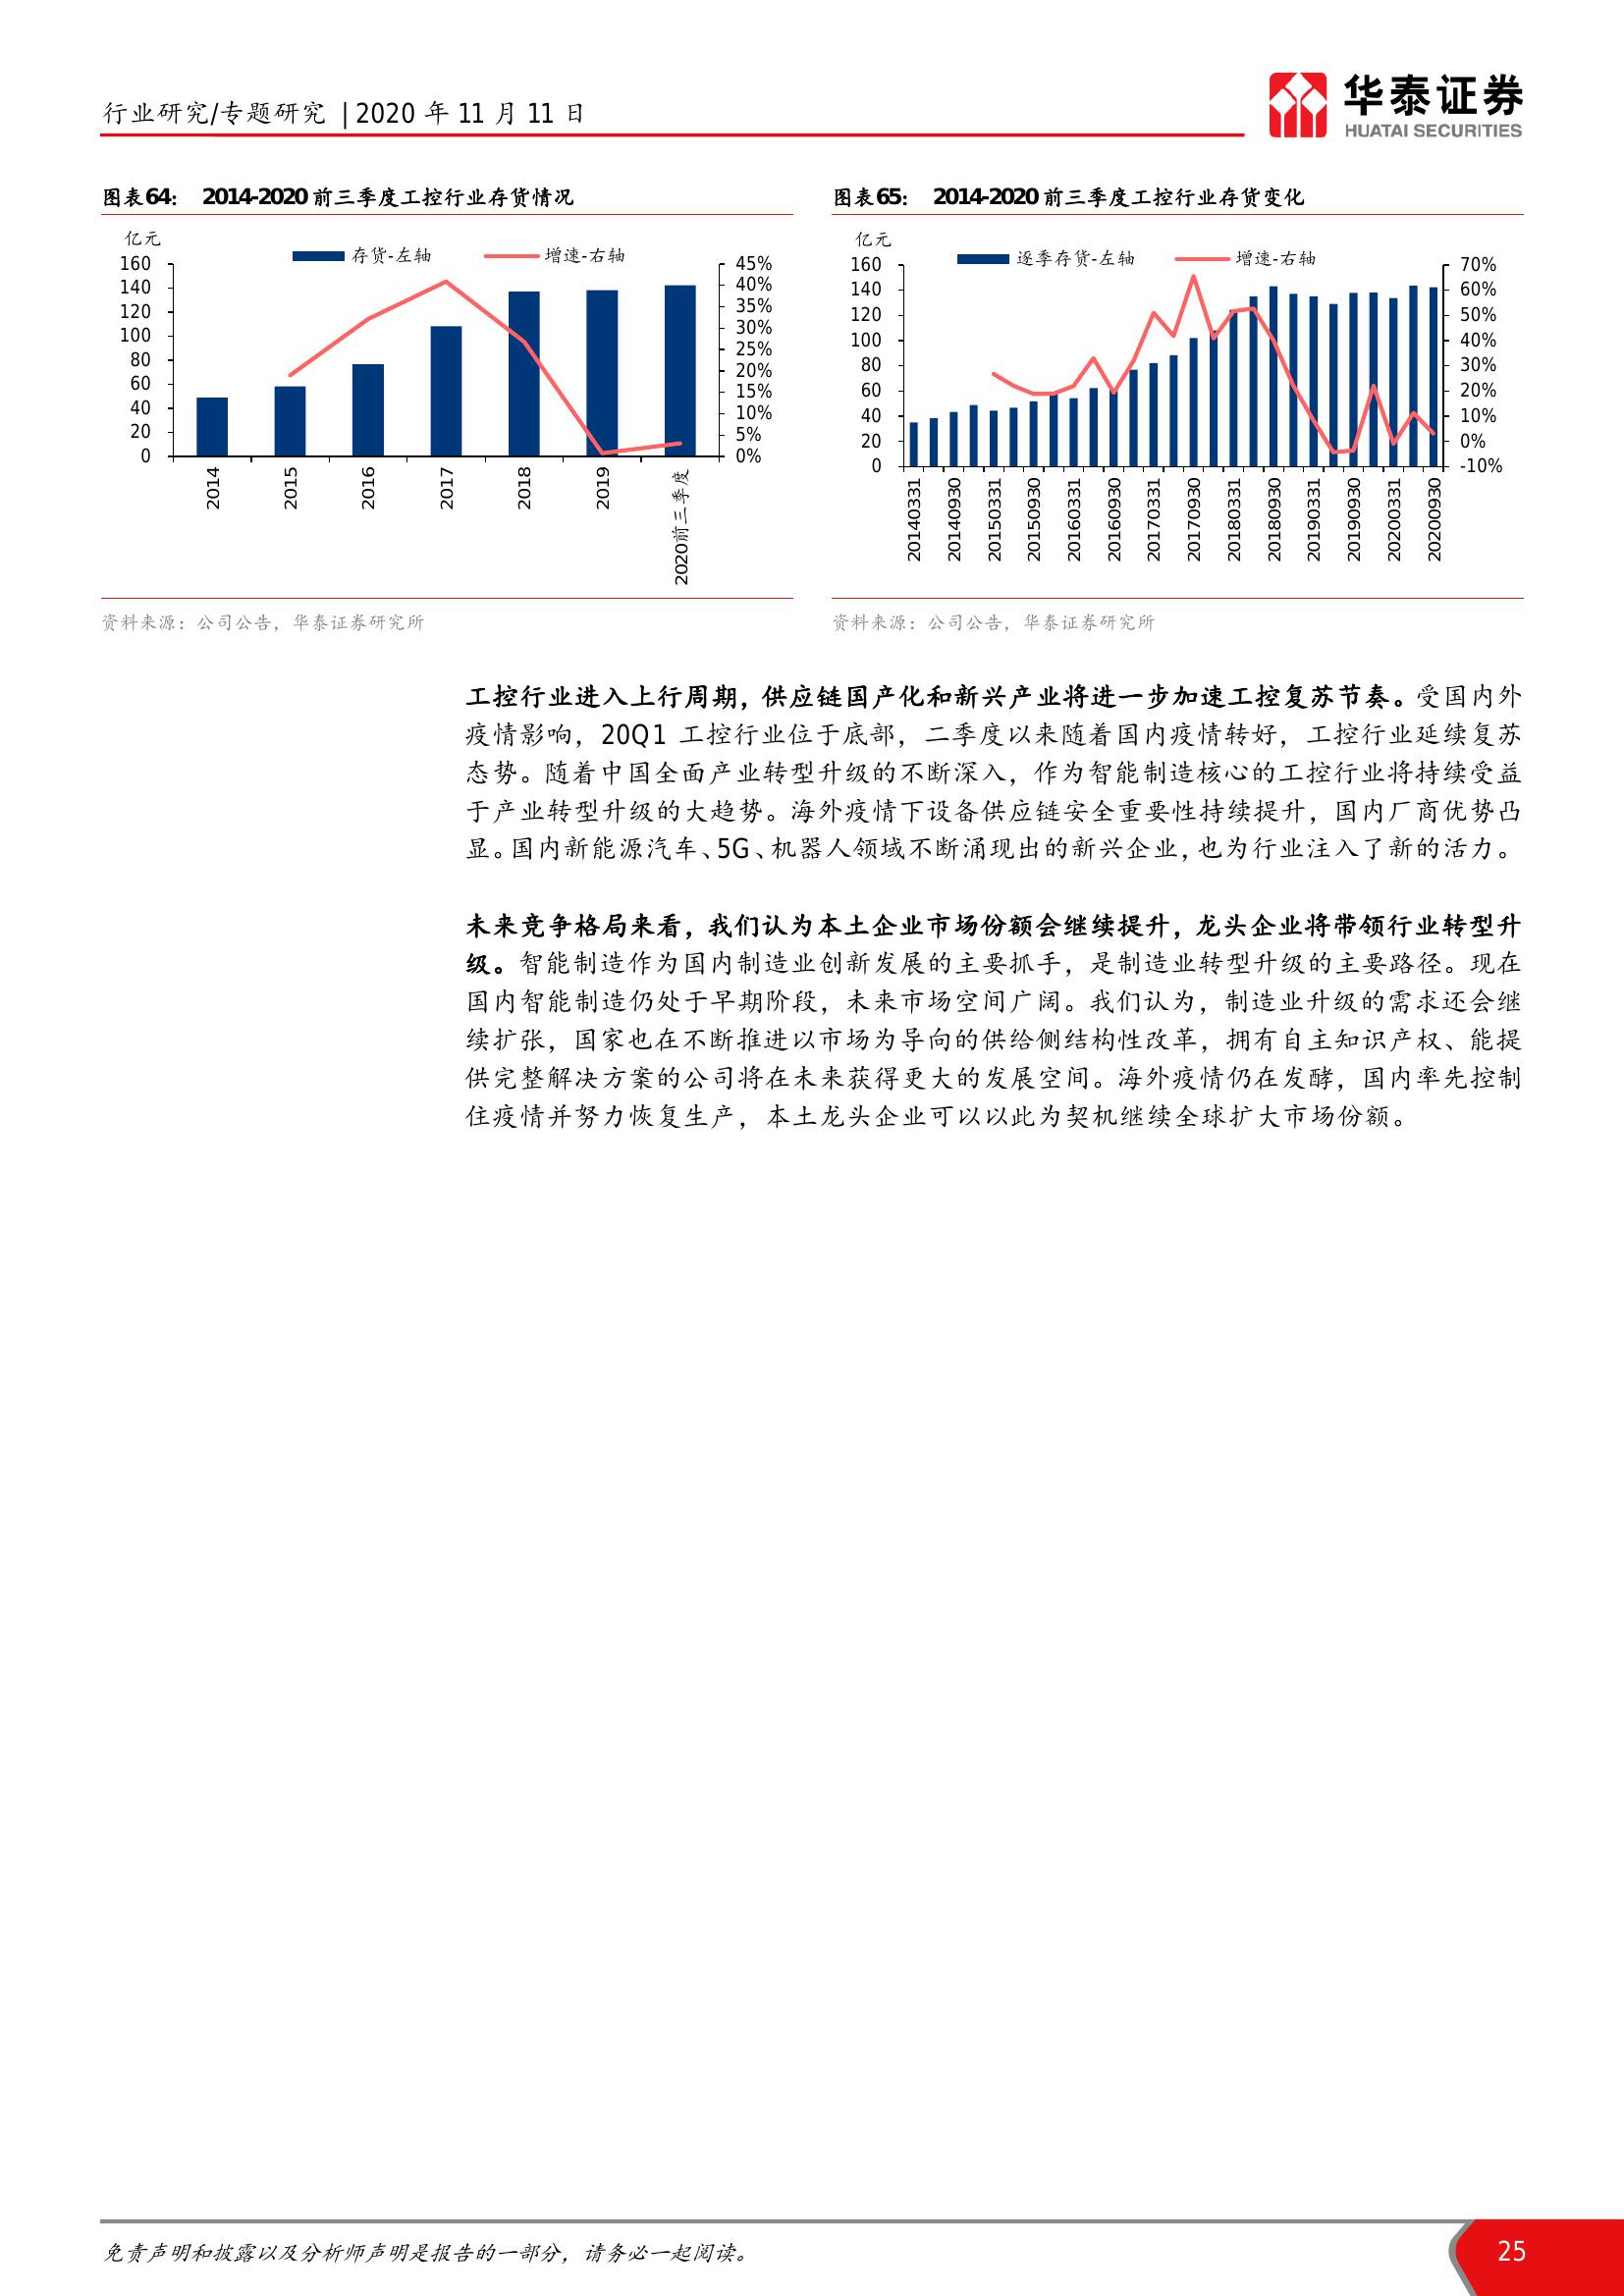 行业研究/专题研究 | 2020 年 11 月 11 日
华泰证券
HUATAI SECURITIES
图表64： 2014-2020 前三季度工控行业存货情况
亿元
存货-左轴 增速-右轴
160
140
120
100
80
60
40
20
0
45%
40%
35%
30%
25%
20%
15%
10%
5%
0%
2014
2015
2016
2017
2018
2019
2020前三季度
资料来源：公司公告，华泰证券研究所
图表65： 2014-2020 前三季度工控行业存货变化
亿元
逐季存货-左轴 增速-右轴
160
140
120
100
80
60
40
20
0
70%
60%
50%
40%
30%
20%
10%
0%
-10%
20140331
20140930
20150331
20150930
20160331
20160930
20170331
20170930
20180331
20180930
20190331
20190930
20200331
20200930
资料来源：公司公告，华泰证券研究所
工控行业进入上行周期，供应链国产化和新兴产业将进一步加速工控复苏节奏。受国内外
疫情影响，20Q1 工控行业位于底部，二季度以来随着国内疫情转好，工控行业延续复苏
态势。随着中国全面产业转型升级的不断深入，作为智能制造核心的工控行业将持续受益
于产业转型升级的大趋势。海外疫情下设备供应链安全重要性持续提升，国内厂商优势凸
显。国内新能源汽车、5G、机器人领域不断涌现出的新兴企业，也为行业注入了新的活力。
未来竞争格局来看，我们认为本土企业市场份额会继续提升，龙头企业将带领行业转型升
级。智能制造作为国内制造业创新发展的主要抓手，是制造业转型升级的主要路径。现在
国内智能制造仍处于早期阶段，未来市场空间广阔。我们认为，制造业升级的需求还会继
续扩张，国家也在不断推进以市场为导向的供给侧结构性改革，拥有自主知识产权、能提
供完整解决方案的公司将在未来获得更大的发展空间。海外疫情仍在发酵，国内率先控制
住疫情并努力恢复生产，本土龙头企业可以以此为契机继续全球扩大市场份额。
免责声明和披露以及分析师声明是报告的一部分，请务必一起阅读。
25